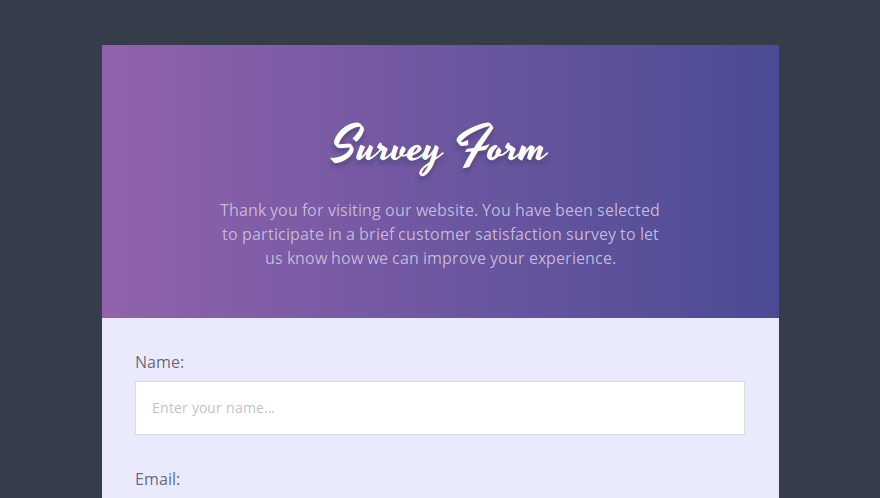 Survey Form
Thank you for visiting our website. You have been selected
to participate in a brief customer satisfaction survey to let
us know how we can improve your experience.
Name:
Enter your name...
Email: